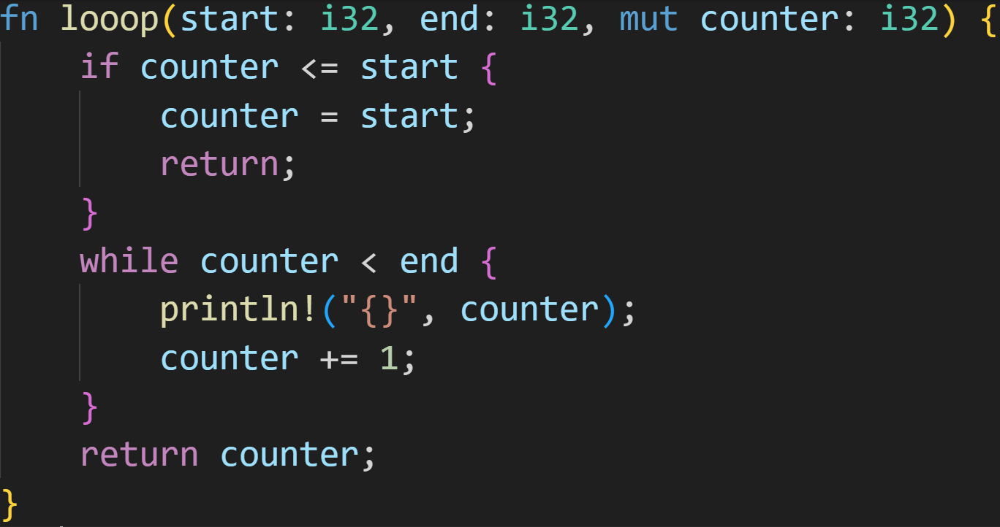 fn looop(start: i32, end: i32, mut counter: i32) {
    if counter <= start {
        counter = start;
        return;
    }
    while counter < end {
        println!("{}", counter);
        counter += 1;
    }
    return counter;
}